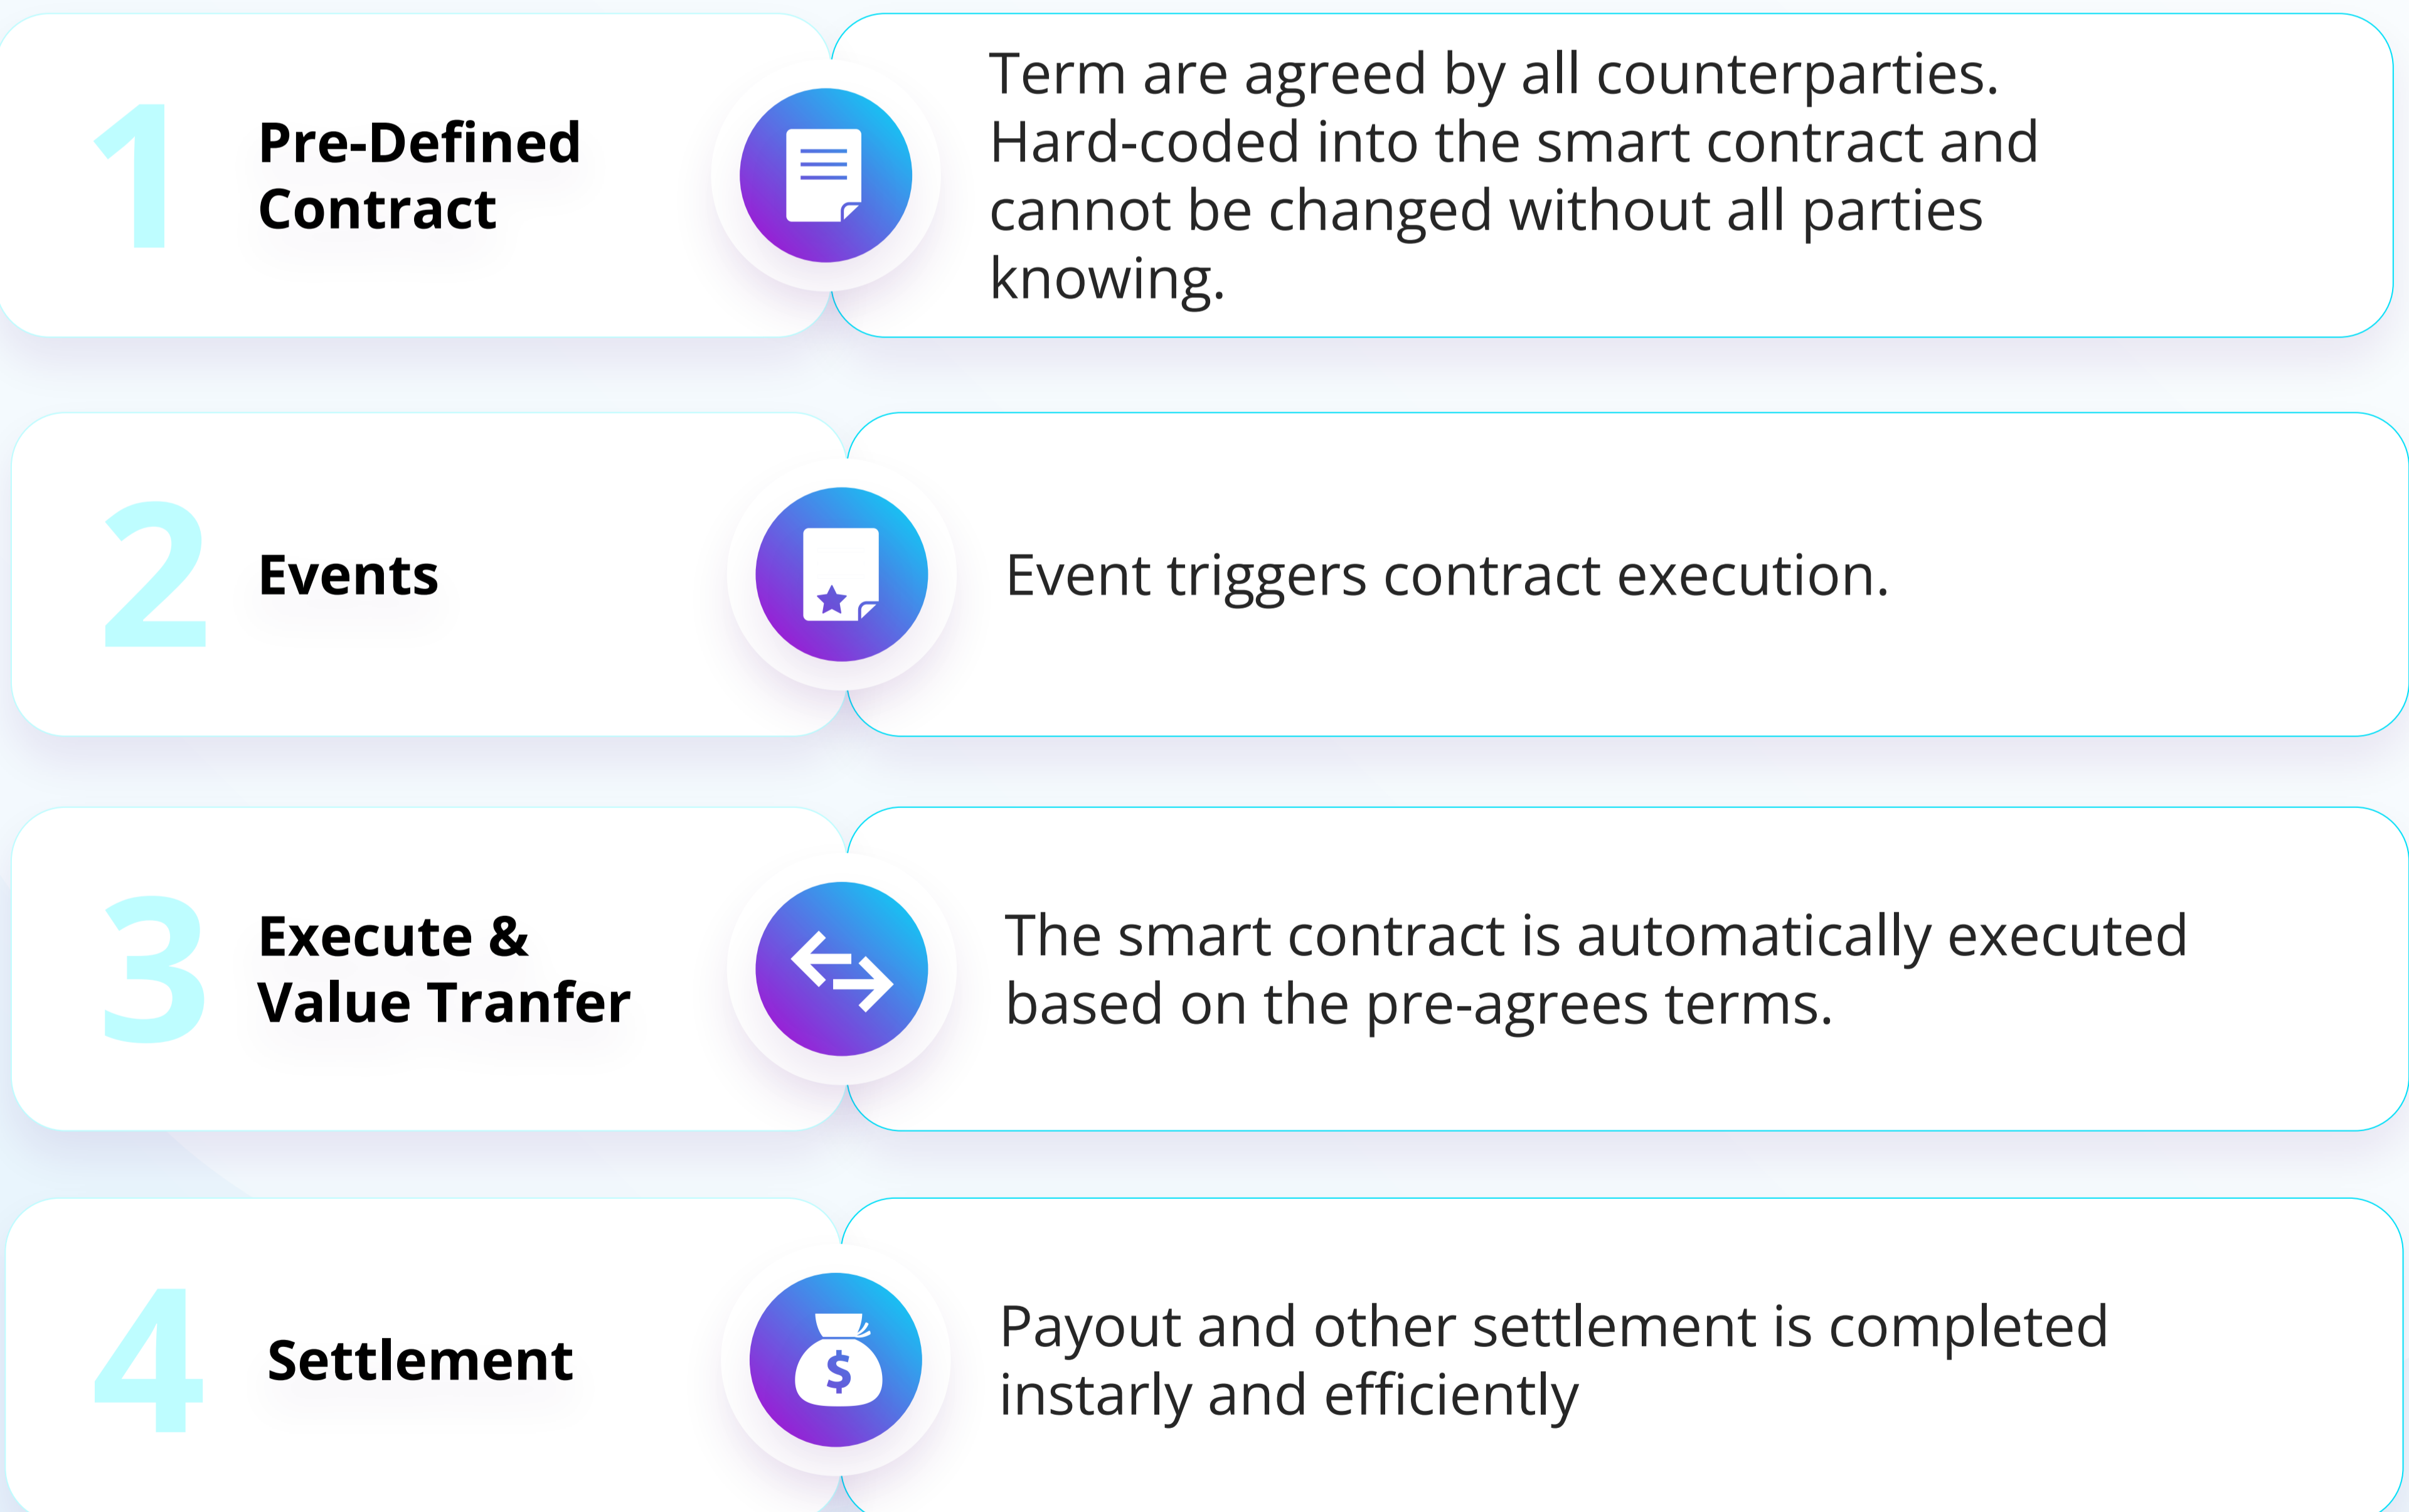 1
Pre-Defined
Contract
Term are agreed by all counterparties.
Hard-coded into the smart contract and
cannot be changed without all parties
knowing.
2
Events
Event triggers contract execution.
3
Execute &
Value Tranfer
The smart contract is automatically executed
based on the pre-agrees terms.
4
Settlement
$
Payout and other settlement is completed
instarly and efficiently